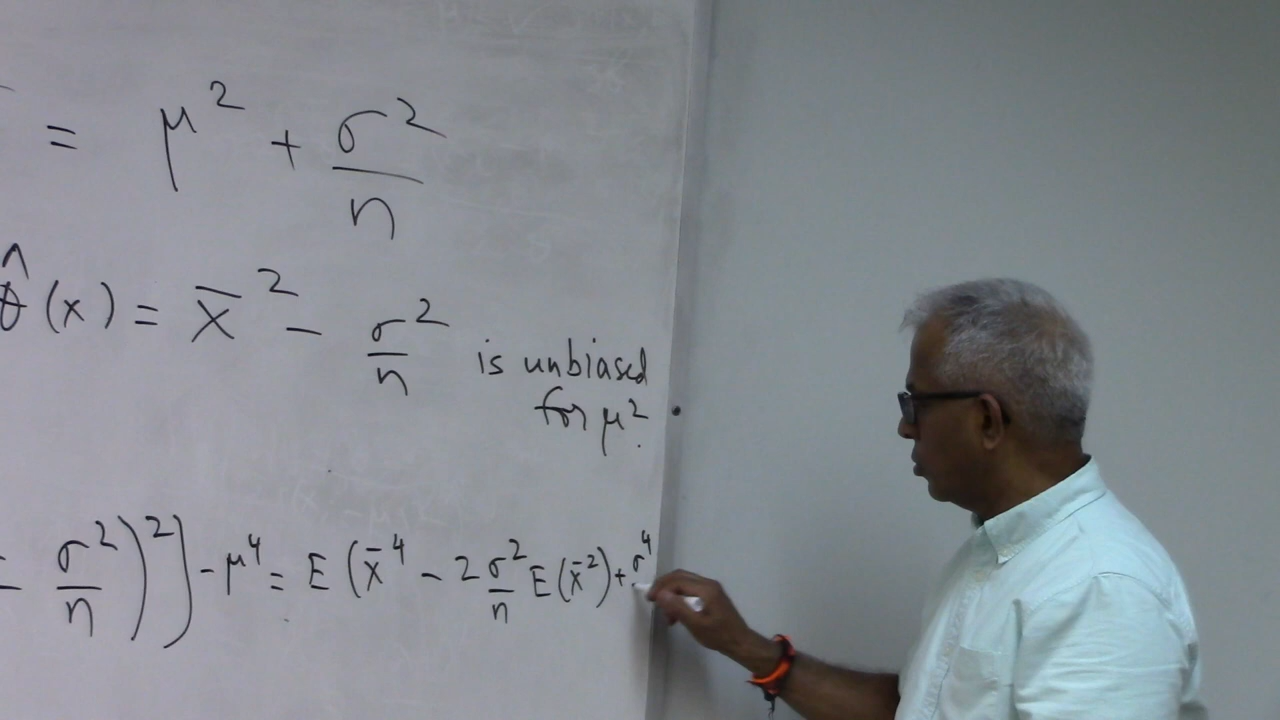 = μ² + σ²/n
θ̂(x) = X̄² − σ²/n is unbiased
for μ².
− σ²/n)²] − μ⁴ = E(x̄⁴ − 2 σ²/n E(x̄²) + σ⁴